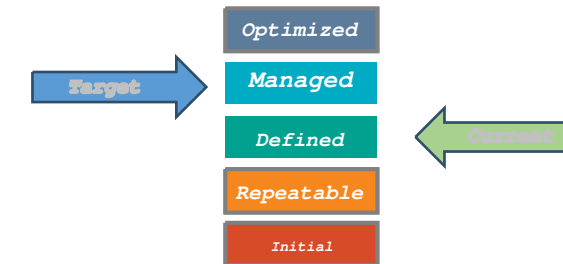 Optimized
Target
Managed
Defined
Current
Repeatable
Initial